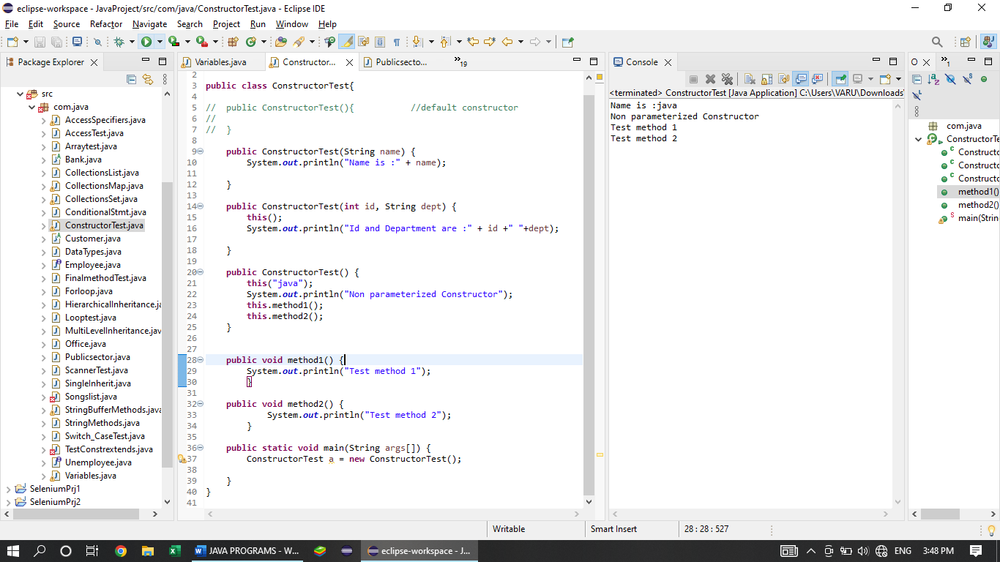 eclipse-workspace - JavaProject/src/com/java/ConstructorTest.java - Eclipse IDE
File Edit Source Refactor Navigate Search Project Run Window Help
Package Explorer
src
com.java
AccessSpecifiers.java
AccessTest.java
Arraytest.java
Bank.java
CollectionsList.java
CollectionsMap.java
CollectionsSet.java
ConditionalStmt.java
ConstructorTest.java
Customer.java
DataTypes.java
Employee.java
FinalmethodTest.java
Forloop.java
HierarchicalInheritance.ja
Looptest.java
MultiLevelInheritance.jav
Office.java
Publicsector.java
ScannerTest.java
SingleInherit.java
Songslist.java
StringBufferMethods.java
StringMethods.java
Switch_CaseTest.java
TestConstrextends.java
Unemployee.java
Variables.java
SeleniumPrj1
SeleniumPrj2
Variables.java Constructor... Publicsecto... 19
2
3 public class ConstructorTest{
4
5 // public ConstructorTest(){ //default constructor
6 //
7 // }
8
9 public ConstructorTest(String name) {
10 System.out.println("Name is :" + name);
11
12 }
13
14 public ConstructorTest(int id, String dept) {
15 this();
16 System.out.println("Id and Department are :" + id +" "+dept);
17
18 }
19
20 public ConstructorTest() {
21 this("java");
22 System.out.println("Non parameterized Constructor");
23 this.method1();
24 this.method2();
25 }
26
27
28 public void method1() {
29 System.out.println("Test method 1");
30 }
31
32 public void method2() {
33 System.out.println("Test method 2");
34 }
35
36 public static void main(String args[]) {
37 ConstructorTest a = new ConstructorTest();
38
39 }
40 }
41
Console
<terminated> ConstructorTest [Java Application] C:\Users\VARU\Downloads\
Name is :java
Non parameterized Constructor
Test method 1
Test method 2
O 1
com.java
ConstructorTe
Constructo
Constructo
Constructo
method1()
method2()
main(Strin
Writable Smart Insert 28 : 28 : 527
JAVA PROGRAMS - W... eclipse-workspace - J... ENG 3:48 PM